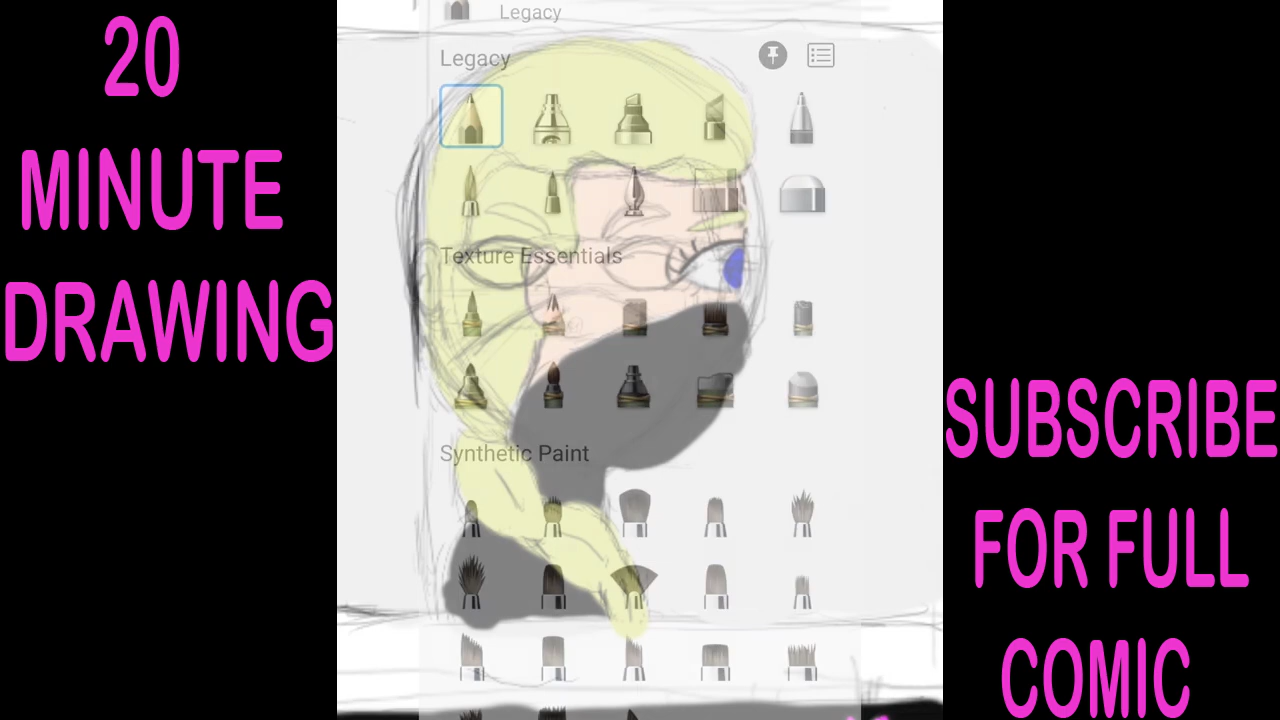 20
MINUTE
DRAWING
Legacy
Legacy
Texture Essentials
Synthetic Paint
SUBSCRIBE
FOR FULL
COMIC